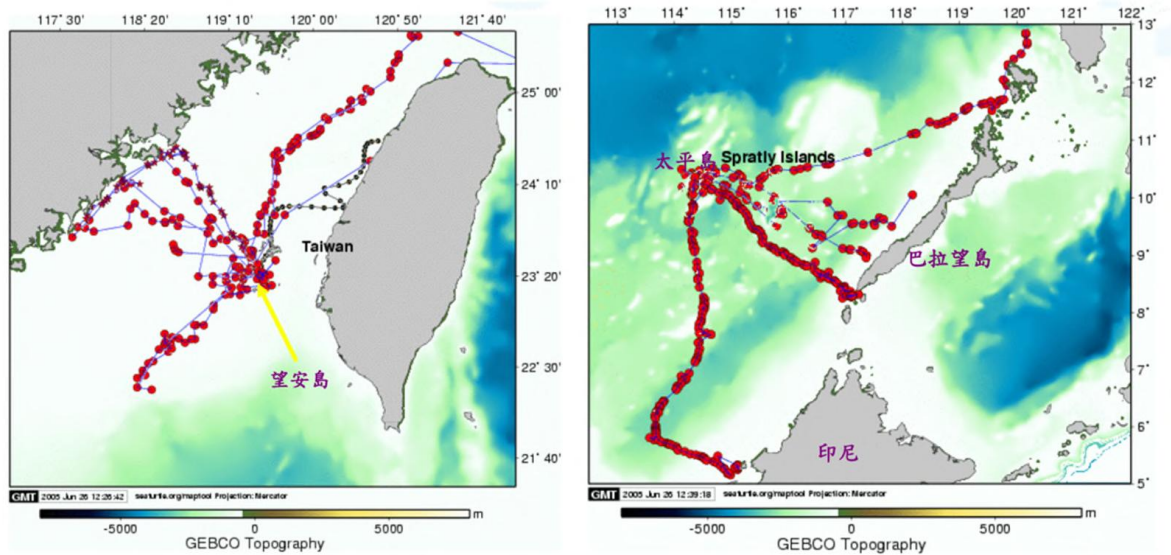 117°30' 118°20' 119°10' 120°00' 120°50' 121°40'
25°00'
24°10'
Taiwan
23°20'
22°30'
望安島
21°40'
GMT 2005 Jun 26 12:26:42 seaturtle.org/maptool Projection: Mercator
-5000 0 5000 m
GEBCO Topography
113° 114° 115° 116° 117° 118° 119° 120° 121° 122°
13°
12°
11°
太平島 Spratly Islands
10°
9°
巴拉望島
8°
7°
6°
印尼
5°
GMT 2005 Jun 26 12:39:18 seaturtle.org/maptool Projection: Mercator
-5000 0 5000 m
GEBCO Topography